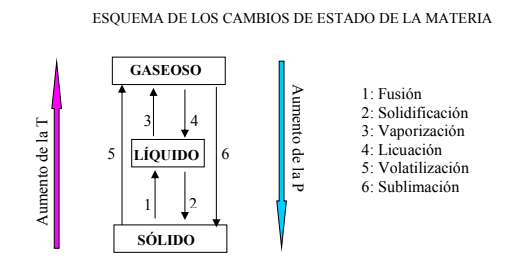 ESQUEMA DE LOS CAMBIOS DE ESTADO DE LA MATERIA
GASEOSO
3
4
LÍQUIDO
5
6
1
2
SÓLIDO
Aumento de la T
Aumento de la P
1: Fusión
2: Solidificación
3: Vaporización
4: Licuación
5: Volatilización
6: Sublimación